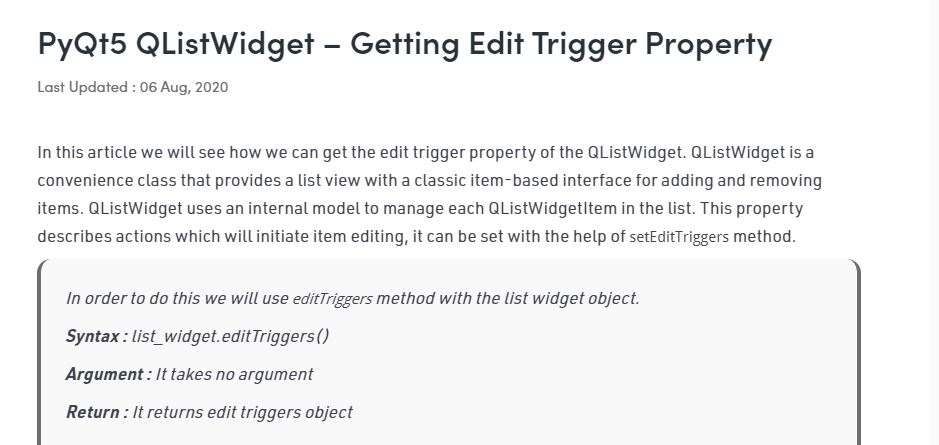 PyQt5 QListWidget – Getting Edit Trigger Property
Last Updated : 06 Aug, 2020
In this article we will see how we can get the edit trigger property of the QListWidget. QListWidget is a
convenience class that provides a list view with a classic item-based interface for adding and removing
items. QListWidget uses an internal model to manage each QListWidgetItem in the list. This property
describes actions which will initiate item editing, it can be set with the help of setEditTriggers method.
In order to do this we will use editTriggers method with the list widget object.
Syntax : list_widget.editTriggers()
Argument : It takes no argument
Return : It returns edit triggers object